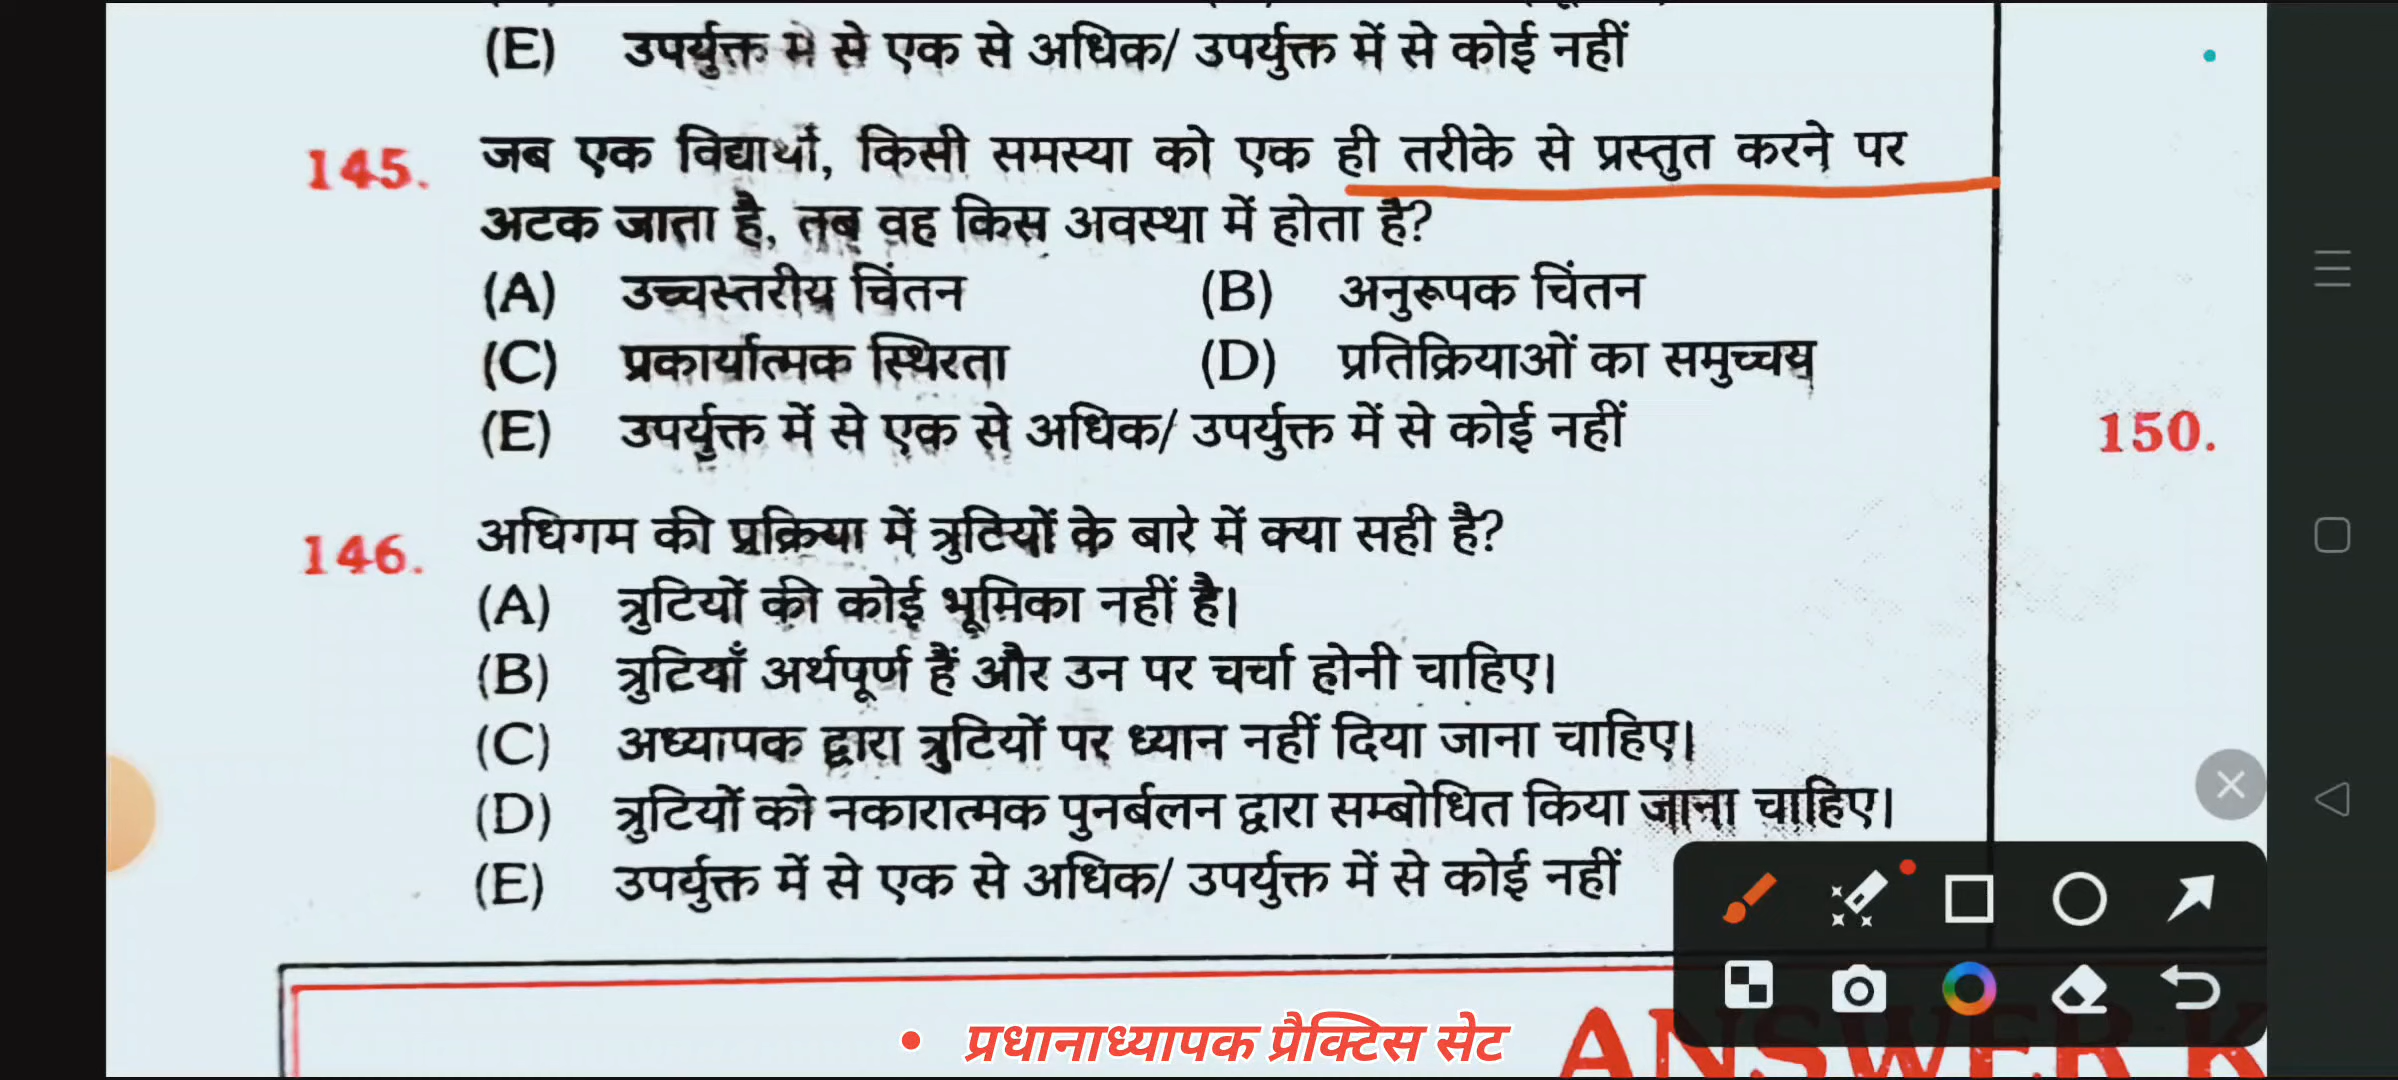 (E) उपर्युक्त में से एक से अधिक/ उपर्युक्त में से कोई नहीं
145. जब एक विद्यार्थी, किसी समस्या को एक ही तरीके से प्रस्तुत करने पर
अटक जाता है, तब वह किस अवस्था में होता है?
(A) उच्चस्तरीय चिंतन (B) अनुरूपक चिंतन
(C) प्रकार्यात्मक स्थिरता (D) प्रतिक्रियाओं का समुच्चय
(E) उपर्युक्त में से एक से अधिक/ उपर्युक्त में से कोई नहीं
150.
146. अधिगम की प्रक्रिया में त्रुटियों के बारे में क्या सही है?
(A) त्रुटियों की कोई भूमिका नहीं है।
(B) त्रुटियाँ अर्थपूर्ण हैं और उन पर चर्चा होनी चाहिए।
(C) अध्यापक द्वारा त्रुटियों पर ध्यान नहीं दिया जाना चाहिए।
(D) त्रुटियों को नकारात्मक पुनर्बलन द्वारा सम्बोधित किया जाना चाहिए।
(E) उपर्युक्त में से एक से अधिक/ उपर्युक्त में से कोई नहीं
• प्रधानाध्यापक प्रैक्टिस सेट
ANSWER K